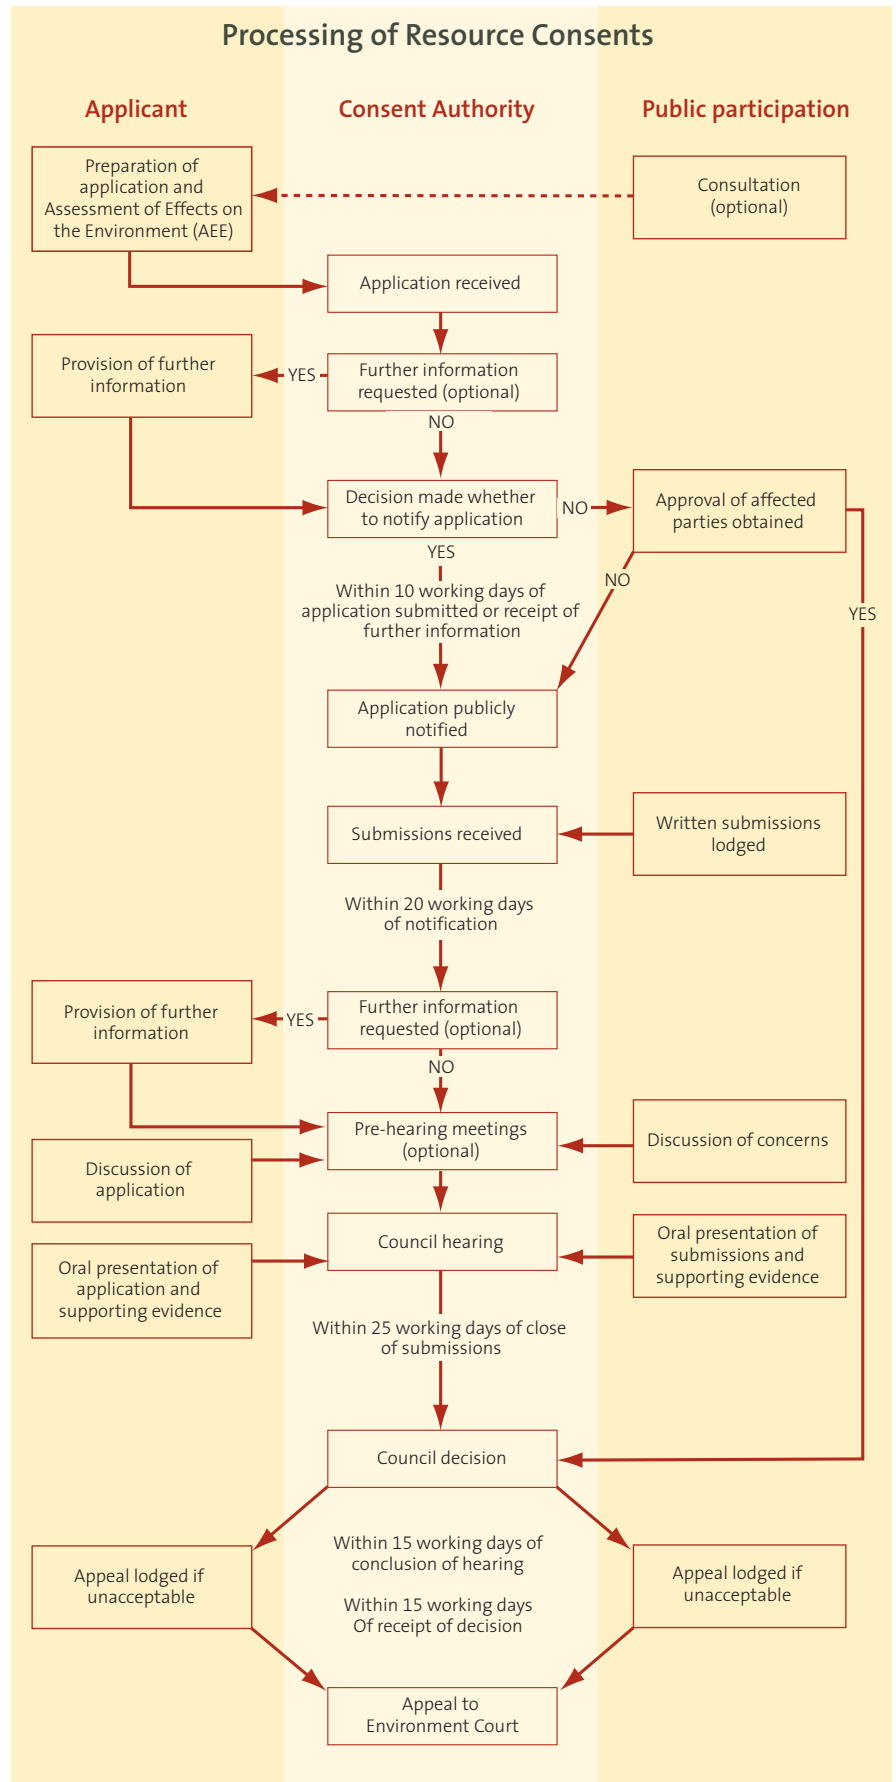 Processing of Resource Consents
Applicant
Consent Authority
Public participation
Preparation of
application and
Assessment of Effects on
the Environment (AEE)
Consultation
(optional)
Application received
Provision of further
information
YES
Further information
requested (optional)
NO
Decision made whether
to notify application
NO
Approval of affected
parties obtained
YES
NO
YES
Within 10 working days of
application submitted or receipt of
further information
Application publicly
notified
Submissions received
Written submissions
lodged
Within 20 working days
of notification
Provision of further
information
YES
Further information
requested (optional)
NO
Pre-hearing meetings
(optional)
Discussion of concerns
Discussion of
application
Council hearing
Oral presentation of
submissions and
supporting evidence
Oral presentation of
application and
supporting evidence
Within 25 working days of close
of submissions
Council decision
Within 15 working days of
conclusion of hearing
Appeal lodged if
unacceptable
Appeal lodged if
unacceptable
Within 15 working days
Of receipt of decision
Appeal to
Environment Court